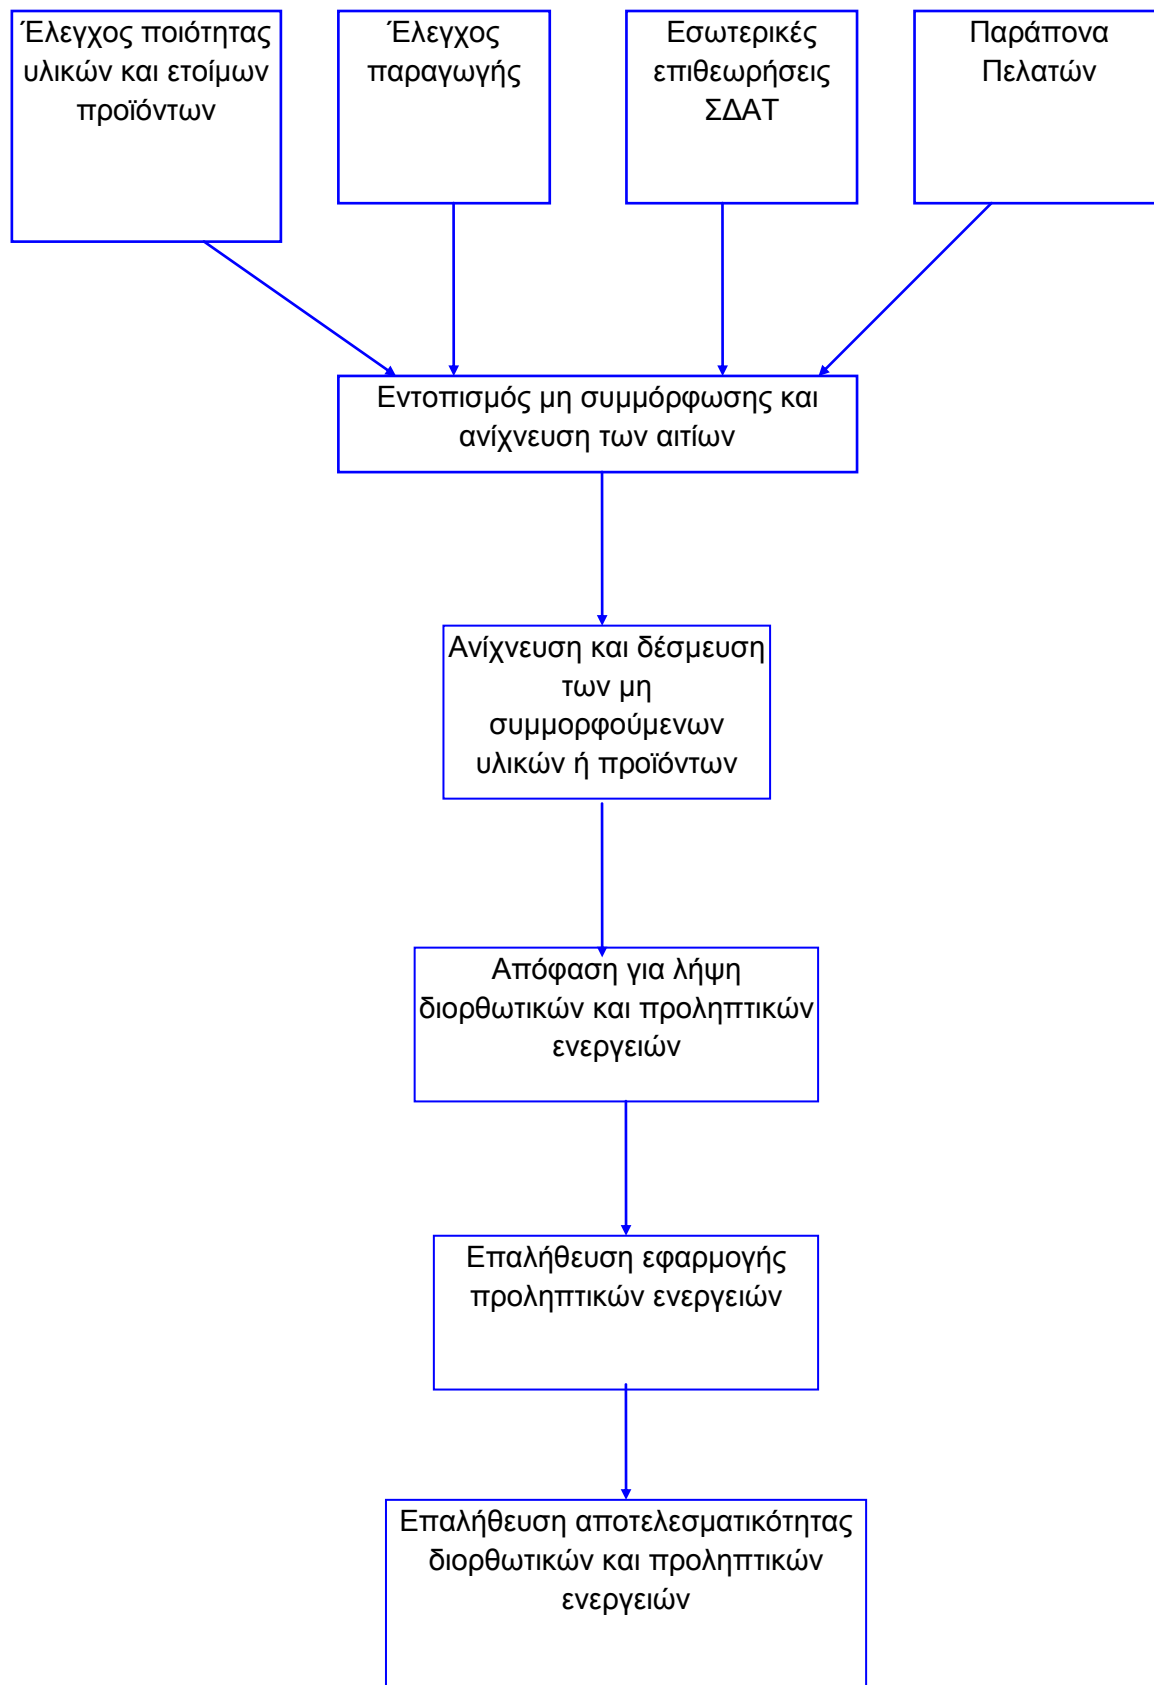 Έλεγχος ποιότητας
υλικών και ετοίμων
προϊόντων
Έλεγχος
παραγωγής
Εσωτερικές
επιθεωρήσεις
ΣΔΑΤ
Παράπονα
Πελατών
Εντοπισμός μη συμμόρφωσης και
ανίχνευση των αιτίων
Ανίχνευση και δέσμευση
των μη
συμμορφούμενων
υλικών ή προϊόντων
Απόφαση για λήψη
διορθωτικών και προληπτικών
ενεργειών
Επαλήθευση εφαρμογής
προληπτικών ενεργειών
Επαλήθευση αποτελεσματικότητας
διορθωτικών και προληπτικών
ενεργειών